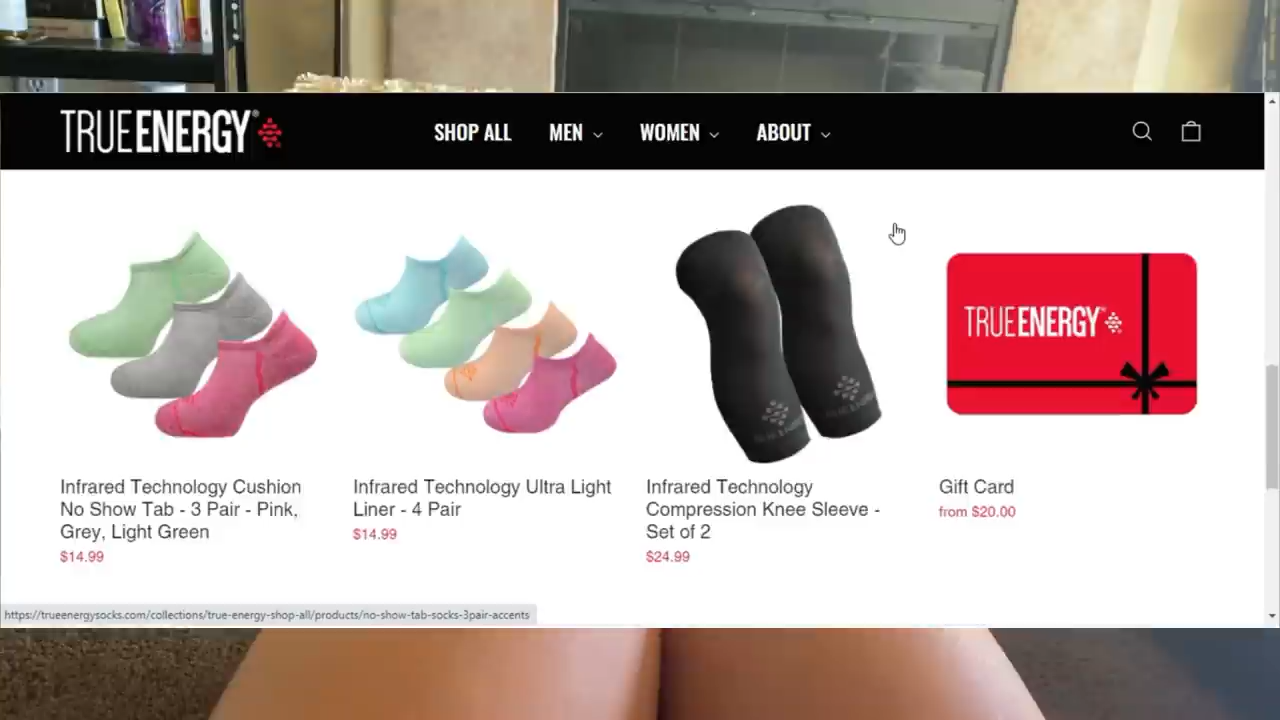 TRUEENERGY®
SHOP ALL
MEN
WOMEN
ABOUT
TRUEENERGY
Infrared Technology Cushion
No Show Tab - 3 Pair - Pink,
Grey, Light Green
$14.99
Infrared Technology Ultra Light
Liner - 4 Pair
$14.99
Infrared Technology
Compression Knee Sleeve -
Set of 2
$24.99
Gift Card
from $20.00
https://trueenergysocks.com/collections/true-energy-shop-all/products/no-show-tab-socks-3pair-accents